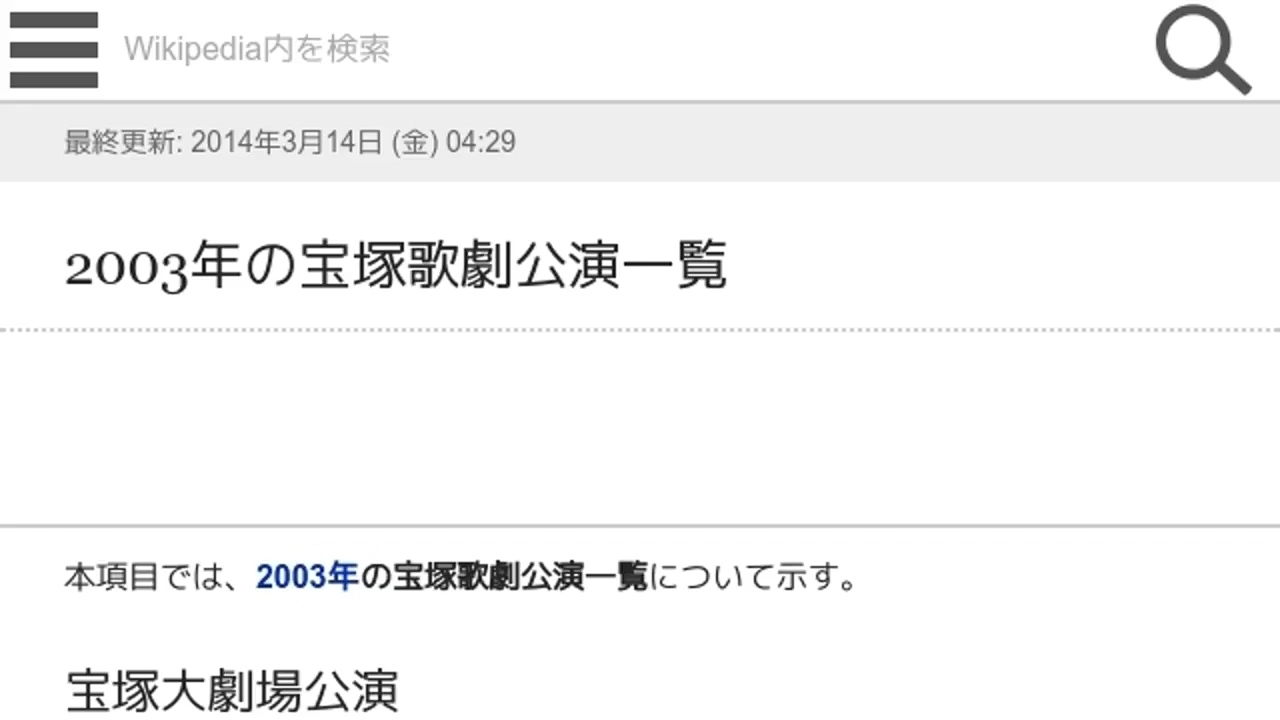 Wikipedia内を検索
最終更新: 2014年3月14日 (金) 04:29
2003年の宝塚歌劇公演一覧
本項目では、2003年の宝塚歌劇公演一覧について示す。
宝塚大劇場公演